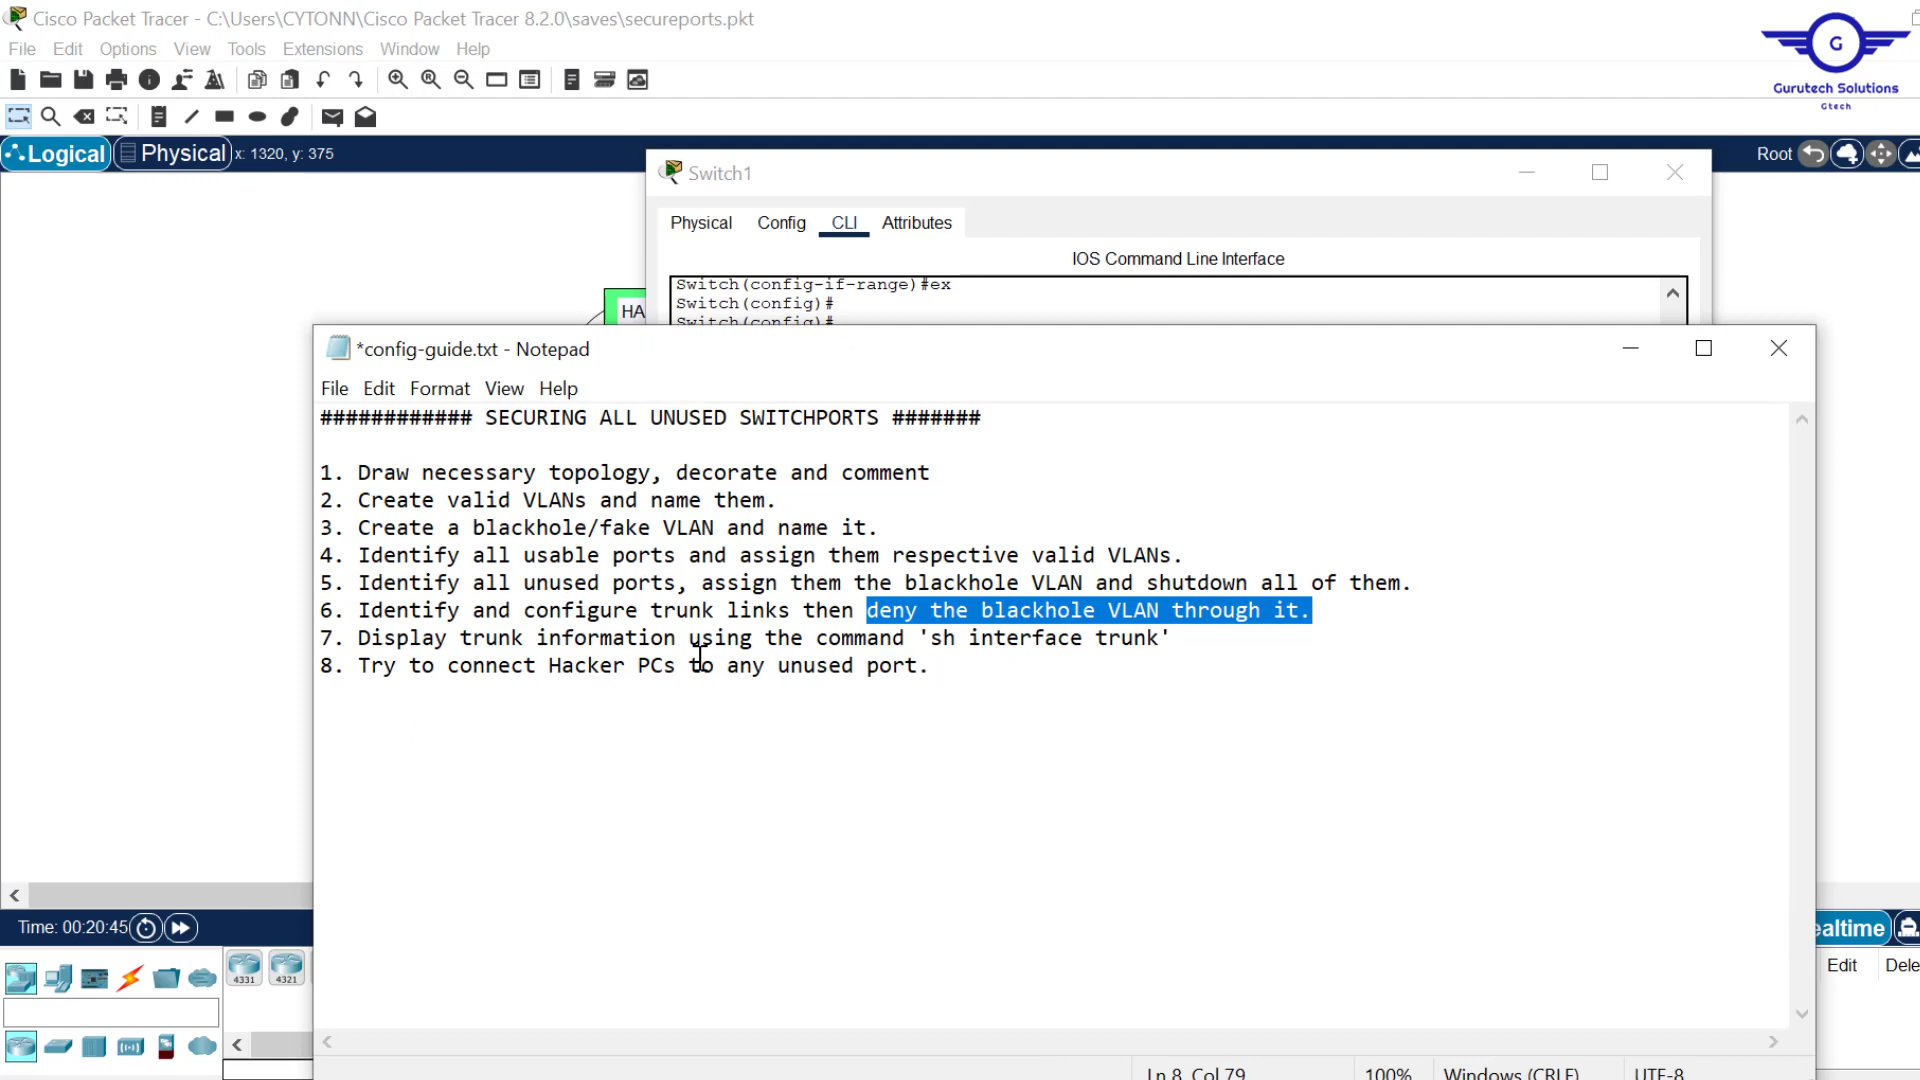 Cisco Packet Tracer - C:\Users\CYTONN\Cisco Packet Tracer 8.2.0\saves\secureports.pkt
File Edit Options View Tools Extensions Window Help
G
Gurutech Solutions
Gtech
Logical Physical x: 1320, y: 375
Root
Switch1
Physical Config CLI Attributes
IOS Command Line Interface
Switch(config-if-range)#ex
Switch(config)#
Switch(config)#
HA
*config-guide.txt - Notepad
File Edit Format View Help
############ SECURING ALL UNUSED SWITCHPORTS #######
1. Draw necessary topology, decorate and comment
2. Create valid VLANs and name them.
3. Create a blackhole/fake VLAN and name it.
4. Identify all usable ports and assign them respective valid VLANs.
5. Identify all unused ports, assign them the blackhole VLAN and shutdown all of them.
6. Identify and configure trunk links then deny the blackhole VLAN through it.
7. Display trunk information using the command 'sh interface trunk'
8. Try to connect Hacker PCs to any unused port.
Time: 00:20:45
ealtime
4331 4321
Edit Dele
Ln 8, Col 79 100% Windows (CRLF) UTF-8